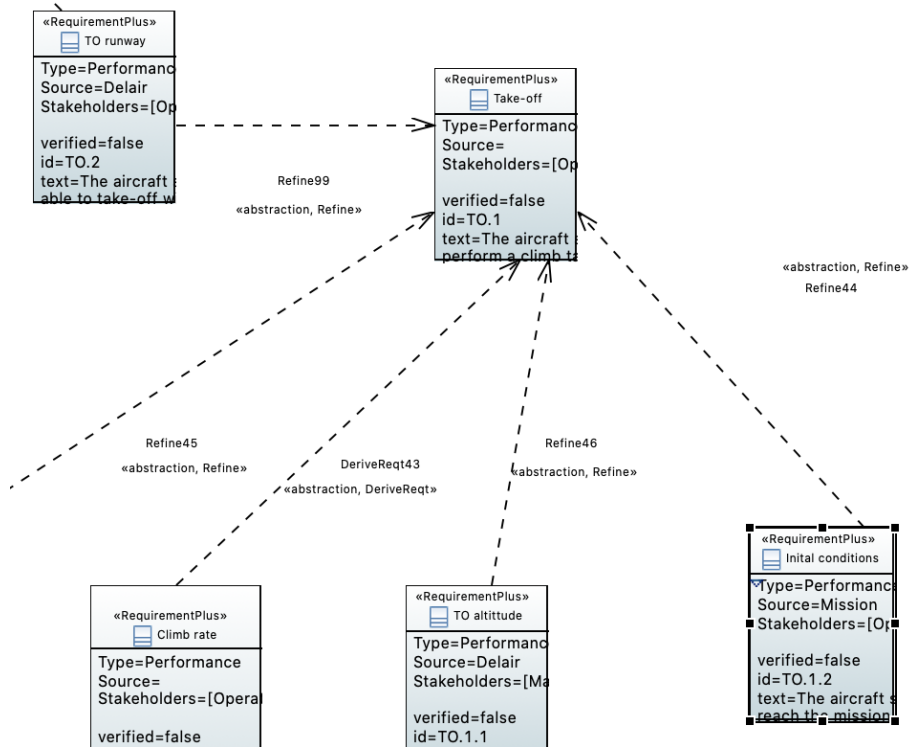 «RequirementPlus»
TO runway
Type=Performance
Source=Delair
Stakeholders=[Op
verified=false
id=TO.2
text=The aircraft s
able to take-off w
«RequirementPlus»
Take-off
Type=Performanc
Source=
Stakeholders=[Op
verified=false
id=TO.1
text=The aircraft s
perform a climb ta
Refine99
«abstraction, Refine»
«abstraction, Refine»
Refine44
Refine45
«abstraction, Refine»
DeriveReqt43
«abstraction, DeriveReqt»
Refine46
«abstraction, Refine»
«RequirementPlus»
Climb rate
Type=Performance
Source=
Stakeholders=[Operal
verified=false
«RequirementPlus»
TO altittude
Type=Performanc
Source=Delair
Stakeholders=[Ma
verified=false
id=TO.1.1
«RequirementPlus»
Inital conditions
Type=Performance
Source=Mission
Stakeholders=[Op
verified=false
id=TO.1.2
text=The aircraft s
reach the mission